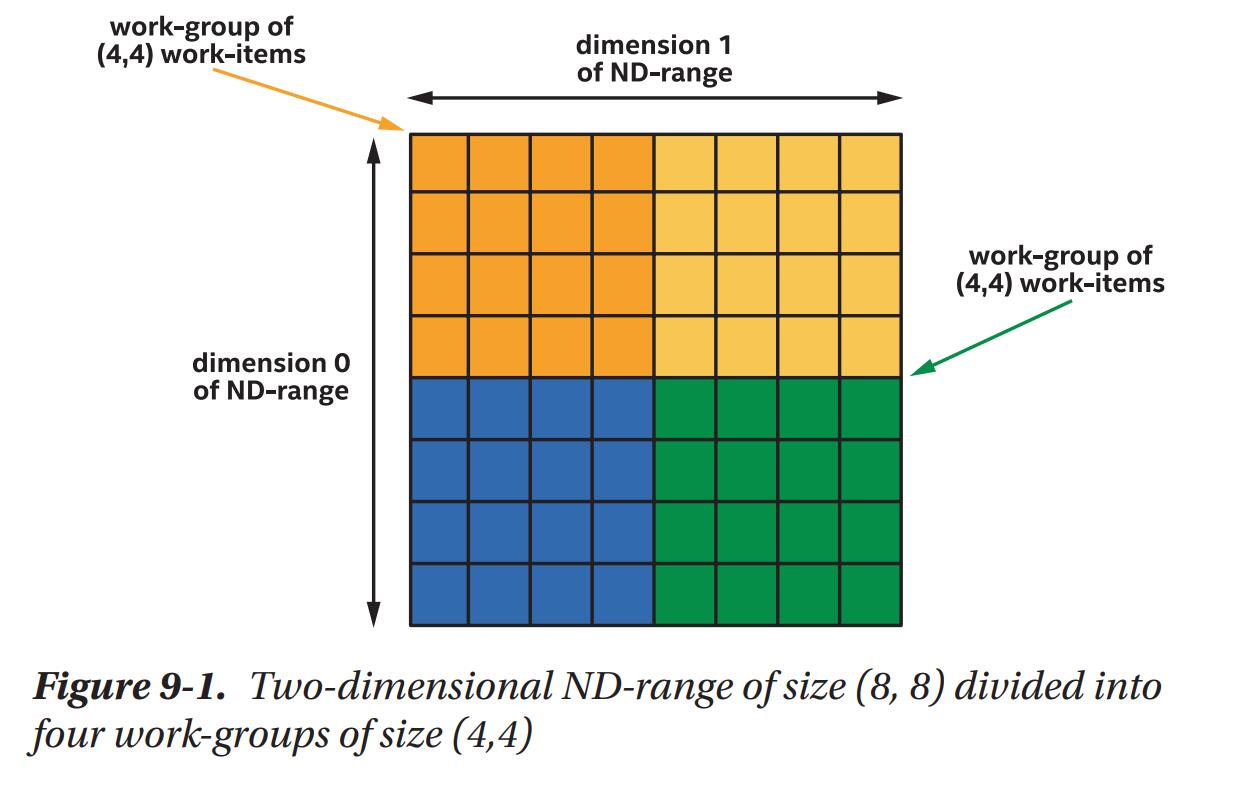 work-group of
(4,4) work-items
dimension 1
of ND-range
work-group of
(4,4) work-items
dimension 0
of ND-range
Figure 9-1. Two-dimensional ND-range of size (8, 8) divided into
four work-groups of size (4,4)